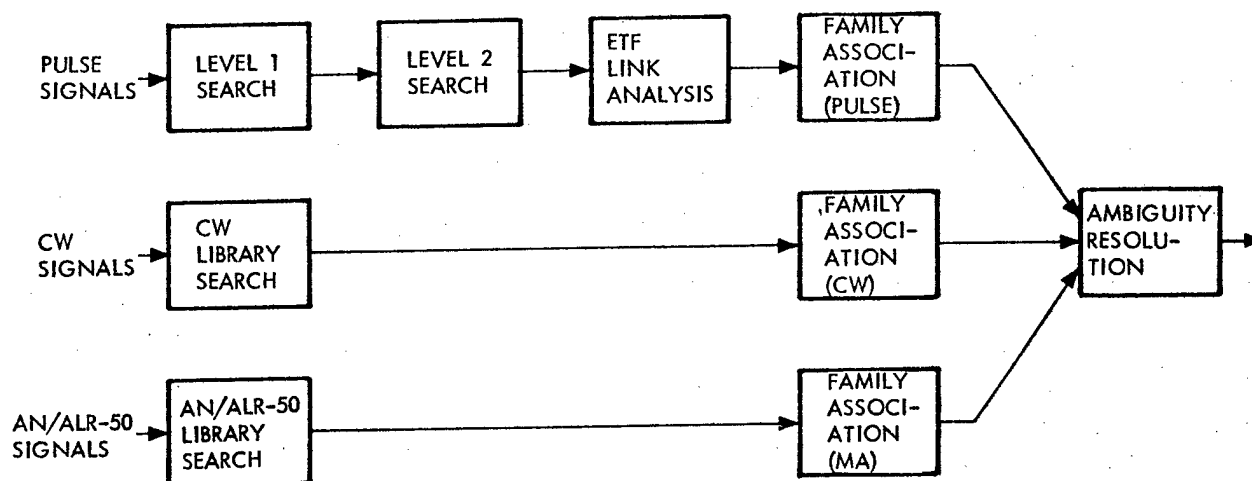 PULSE
SIGNALS
LEVEL 1
SEARCH
LEVEL 2
SEARCH
ETF
LINK
ANALYSIS
FAMILY
ASSOCI-
ATION
(PULSE)
CW
SIGNALS
CW
LIBRARY
SEARCH
,FAMILY
ASSOCI-
ATION
(CW)
AMBIGUITY
RESOLU-
TION
AN/ALR-50
SIGNALS
AN/ALR-50
LIBRARY
SEARCH
FAMILY
ASSOCI-
ATION
(MA)